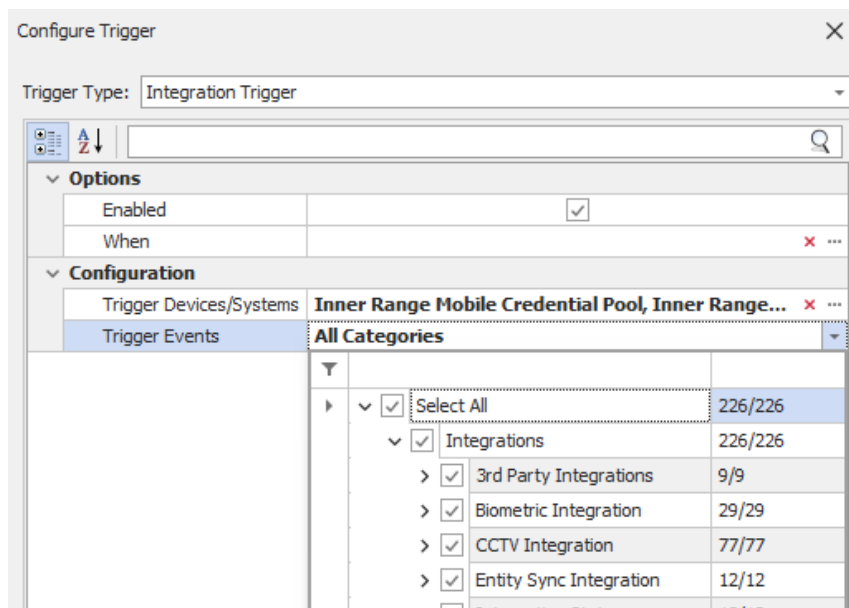 Configure Trigger
Trigger Type: Integration Trigger
Options
Enabled
When
Configuration
Trigger Devices/Systems Inner Range Mobile Credential Pool, Inner Range...
Trigger Events All Categories
Select All 226/226
Integrations 226/226
3rd Party Integrations 9/9
Biometric Integration 29/29
CCTV Integration 77/77
Entity Sync Integration 12/12